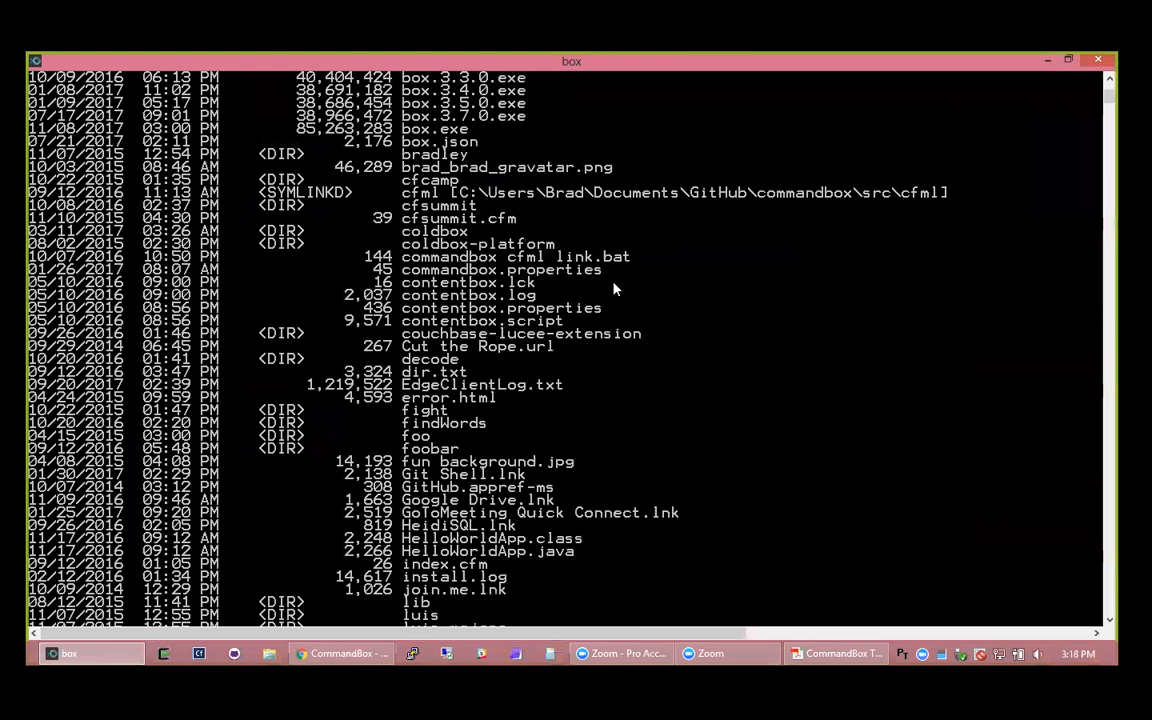 box
10/09/2016 06:13 PM 40,404,424 box.3.3.0.exe
01/08/2017 11:02 PM 38,691,182 box.3.4.0.exe
01/09/2017 05:17 PM 38,686,454 box.3.5.0.exe
07/17/2017 09:01 PM 38,966,472 box.3.7.0.exe
11/08/2017 03:00 PM 85,263,283 box.exe
07/21/2017 02:11 PM 2,176 box.json
11/07/2015 12:54 PM <DIR> bradley
10/03/2015 08:46 AM 46,289 brad_brad_gravatar.png
10/22/2015 01:35 PM <DIR> cfcamp
09/12/2016 11:13 AM <SYMLINKD> cfml [C:\Users\Brad\Documents\GitHub\commandbox\src\cfml]
10/08/2016 02:37 PM <DIR> cfsummit
11/10/2015 04:30 PM 39 cfsummit.cfm
03/11/2017 03:26 AM <DIR> coldbox
08/02/2015 02:30 PM <DIR> coldbox-platform
10/07/2016 10:50 PM 144 commandbox cfml link.bat
01/26/2017 08:07 AM 45 commandbox.properties
05/10/2016 09:00 PM 16 contentbox.lck
05/10/2016 09:00 PM 2,037 contentbox.log
05/10/2016 08:56 PM 436 contentbox.properties
05/10/2016 08:56 PM 9,571 contentbox.script
09/26/2016 01:46 PM <DIR> couchbase-lucee-extension
09/29/2014 06:45 PM 267 Cut the Rope.url
10/20/2016 01:41 PM <DIR> decode
09/12/2016 03:47 PM 3,324 dir.txt
09/20/2017 02:39 PM 1,219,522 EdgeClientLog.txt
04/24/2015 09:59 PM 4,593 error.html
10/22/2015 01:47 PM <DIR> fight
10/20/2016 02:20 PM <DIR> findWords
04/15/2015 03:00 PM <DIR> foo
09/12/2016 05:48 PM <DIR> foobar
04/08/2015 04:08 PM 14,193 fun background.jpg
01/30/2017 02:29 PM 2,138 Git Shell.lnk
10/07/2014 03:12 PM 308 GitHub.appref-ms
11/09/2016 09:46 AM 1,663 Google Drive.lnk
01/25/2017 09:20 PM 2,519 GoToMeeting Quick Connect.lnk
09/26/2016 02:05 PM 819 HeidiSQL.lnk
11/17/2016 09:12 AM 2,248 HelloWorldApp.class
11/17/2016 09:12 AM 2,266 HelloWorldApp.java
09/12/2016 01:05 PM 26 index.cfm
02/12/2016 01:34 PM 14,617 install.log
10/09/2014 12:29 PM 1,026 join.me.lnk
08/12/2015 11:41 PM <DIR> lib
11/07/2015 12:55 PM <DIR> luis
box Cf CommandBox - ... Zoom - Pro Acc... Zoom CommandBox T... PT 3:18 PM